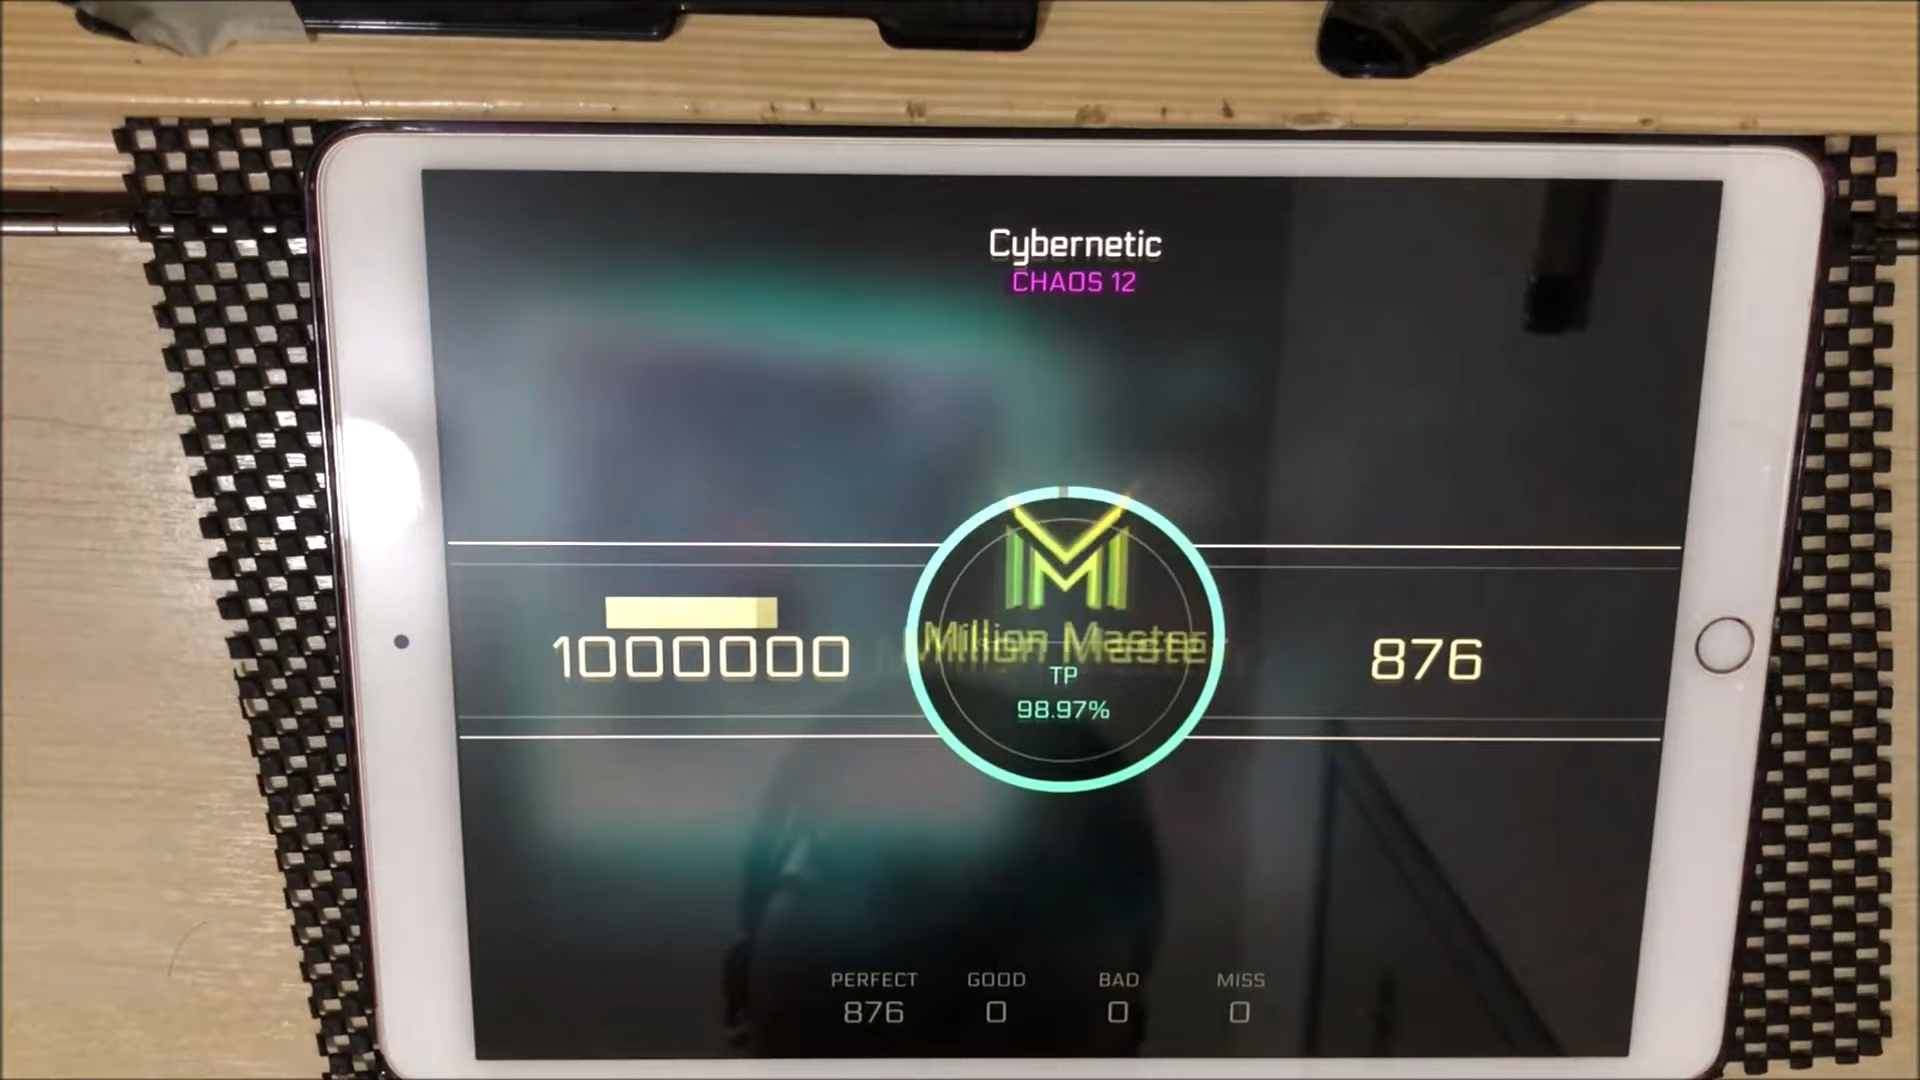 Cybernetic
CHAOS 12
1000000
Million Master
876
TP
98.97%
PERFECT GOOD BAD MISS
876 0 0 0